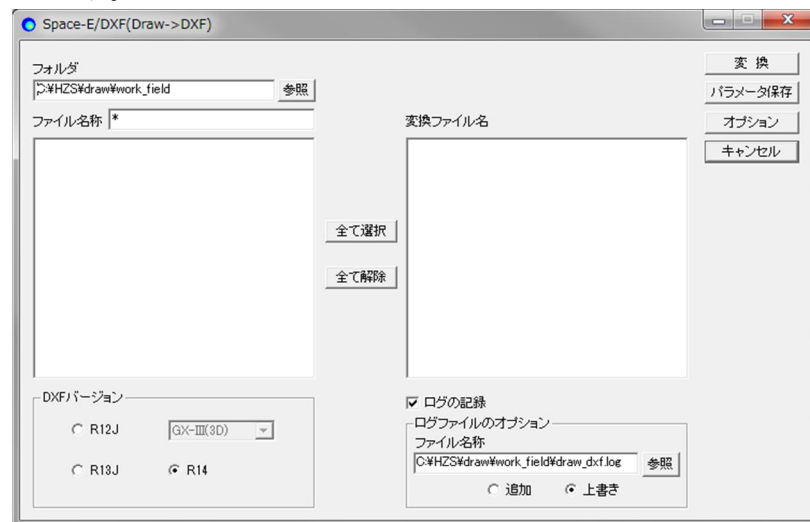 Space-E/DXF(Draw->DXF)
フォルダ
C:¥HZS¥draw¥work_field
参照
ファイル名称 *
変換ファイル名
変 換
パラメータ保存
オプション
キャンセル
全て選択
全て解除
DXFバージョン
R12J GX-Ⅲ(3D)
R13J R14
ログの記録
ログファイルのオプション
ファイル名称
C:¥HZS¥draw¥work_field¥draw_dxf.log 参照
追加 上書き